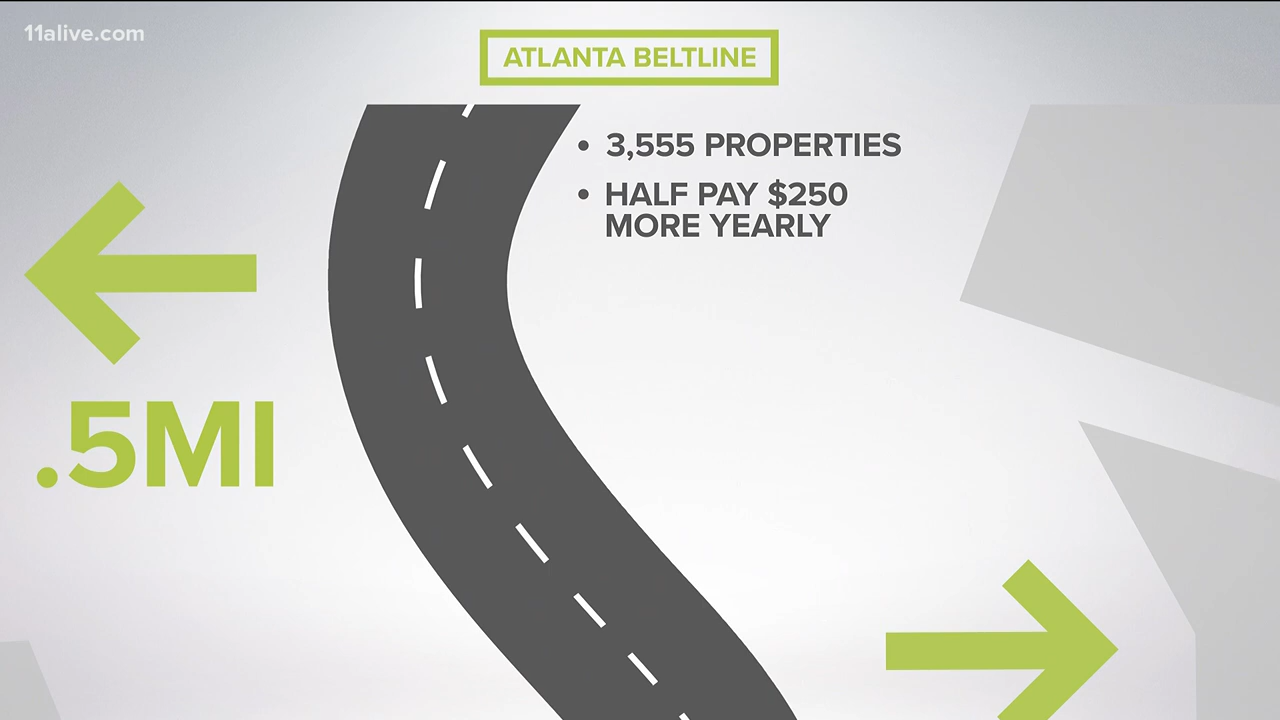 11alive.com
ATLANTA BELTLINE
• 3,555 PROPERTIES
• HALF PAY $250
MORE YEARLY
.5MI